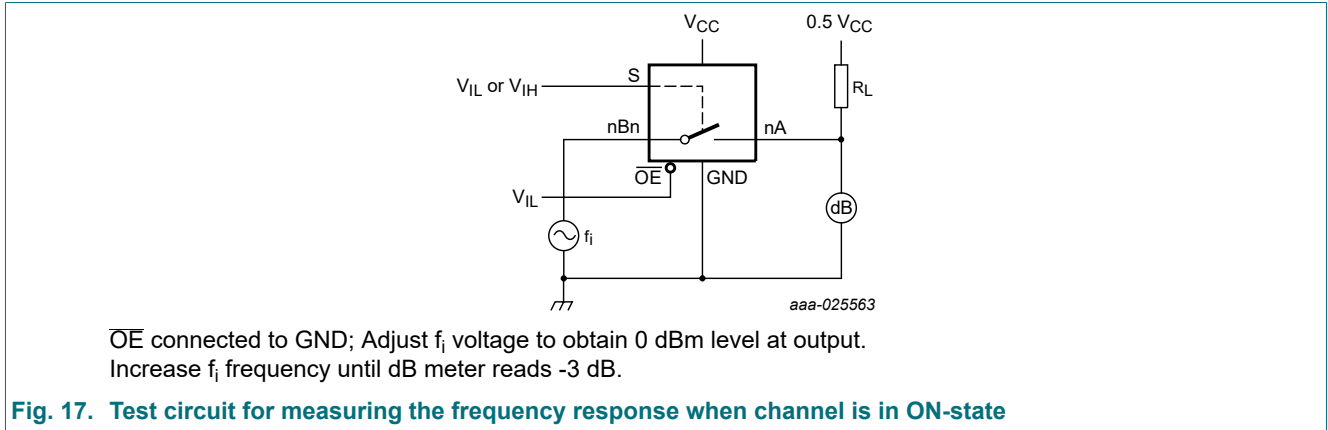 VCC 0.5 VCC
VIL or VIH S RL
nBn nA
OE GND
VIL dB
fi
aaa-025563
OE connected to GND; Adjust fi voltage to obtain 0 dBm level at output.
Increase fi frequency until dB meter reads -3 dB.
Fig. 17. Test circuit for measuring the frequency response when channel is in ON-state